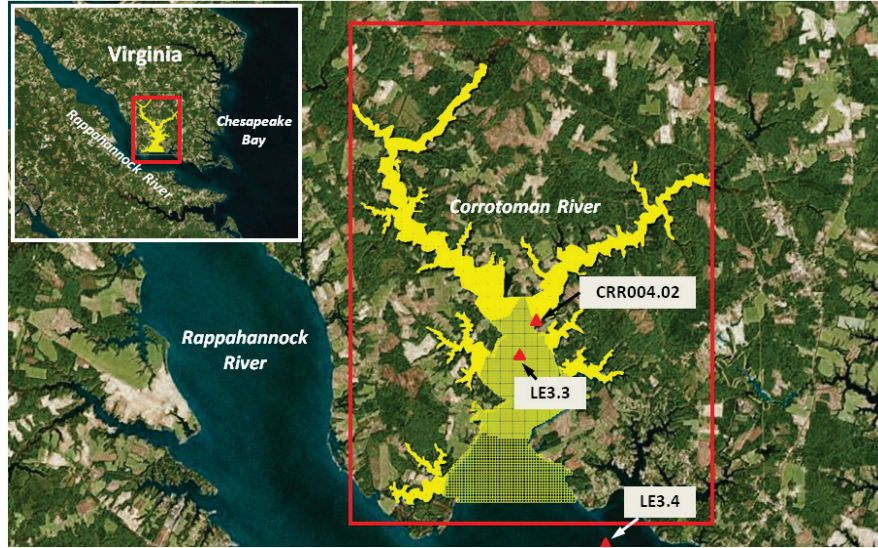 Virginia
Rappahannock River
Chesapeake
Bay
Corrotoman River
CRR004.02
Rappahannock
River
LE3.3
LE3.4